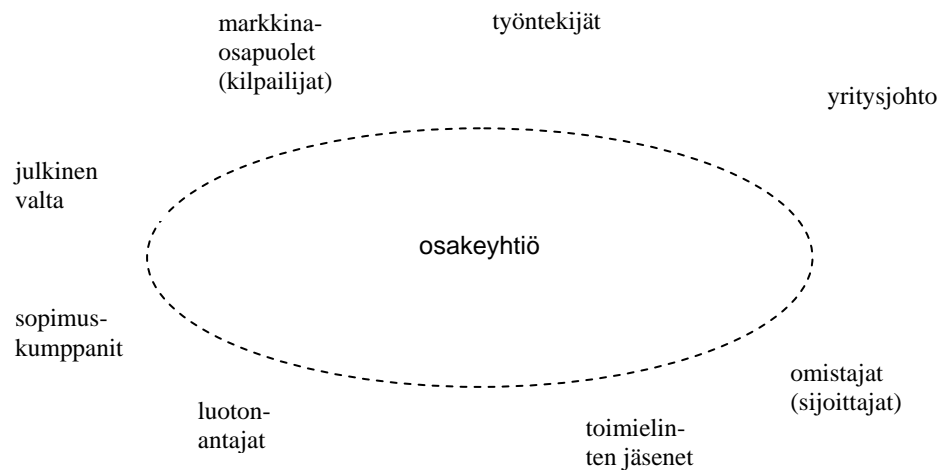 markkina-
osapuolet
(kilpailijat)
työntekijät
yritysjohto
julkinen
valta
osakeyhtiö
sopimus-
kumppanit
omistajat
(sijoittajat)
luoton-
antajat
toimielin-
ten jäsenet